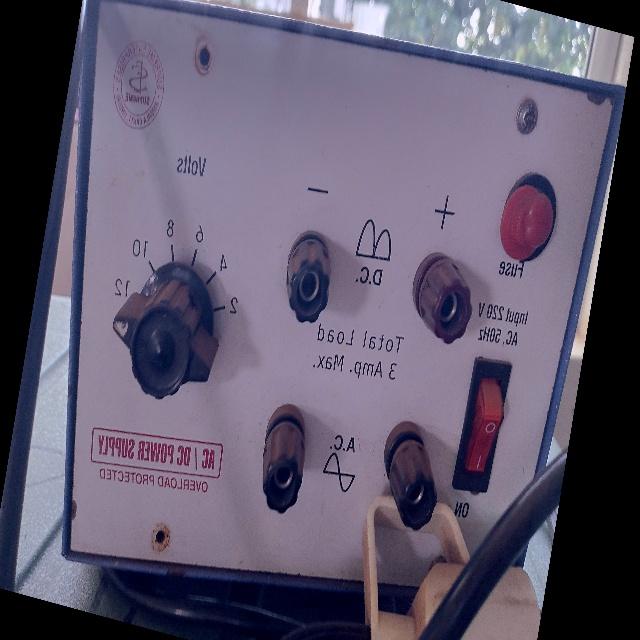 Volts
2
4
6
8
10
12
−
+
D.C.
Fuse
Input 220 V
AC, 50Hz
Total Load
3 Amp. Max.
A.C.
ON
AC / DC POWER SUPPLY
OVERLOAD PROTECTED